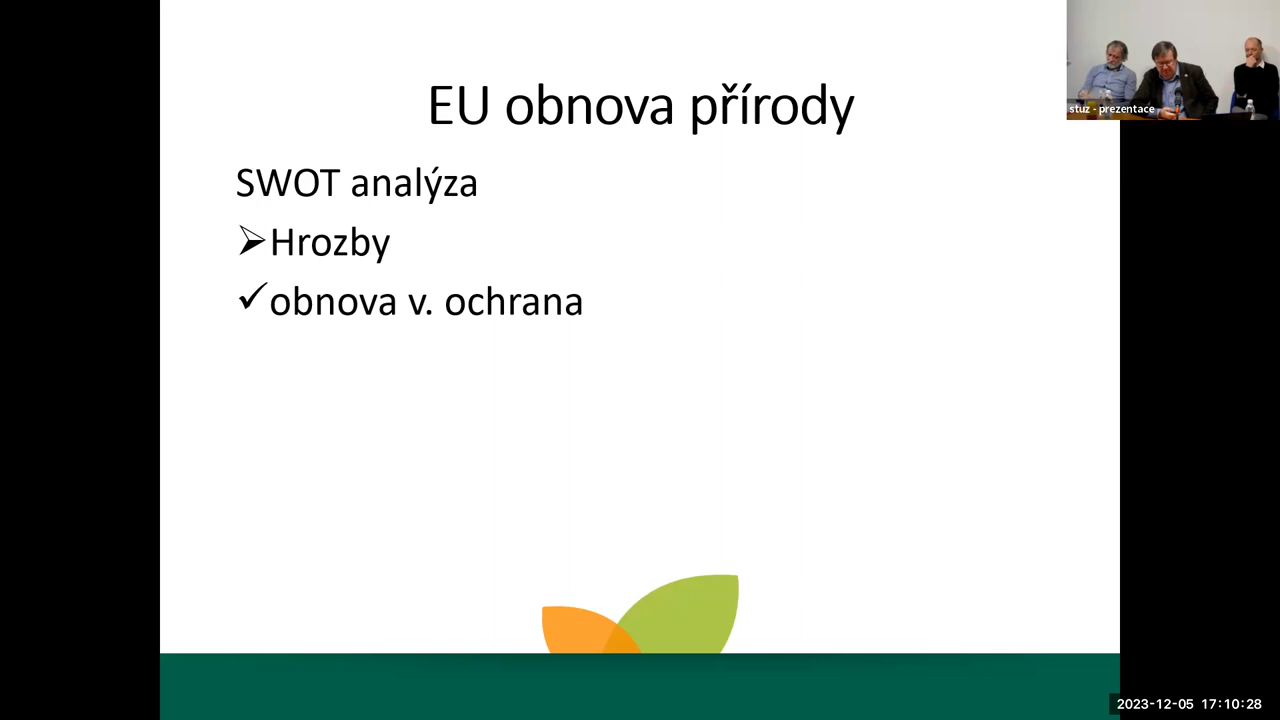 EU obnova přírody
SWOT analýza
➢Hrozby
✓obnova v. ochrana
stuz - prezentace
2023-12-05 17:10:28